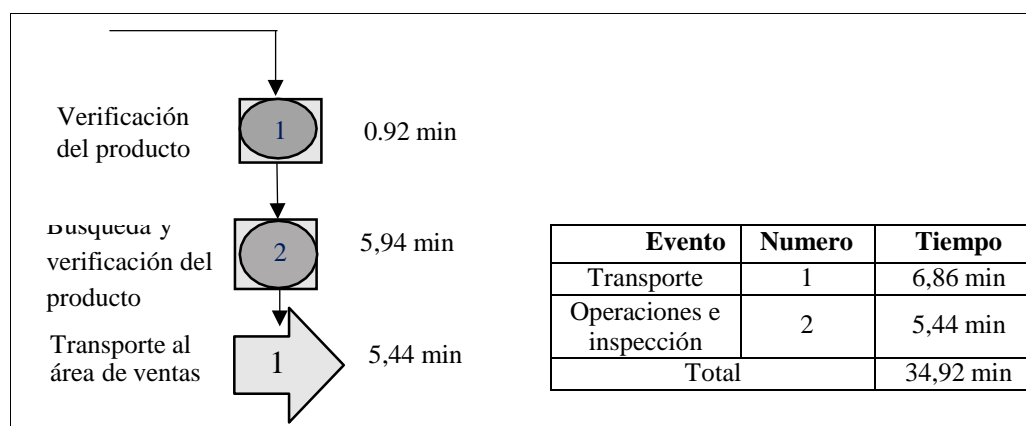 Verificación
del producto
1
0.92 min
Búsqueda y
verificación del
producto
2
5,94 min
Transporte al
área de ventas
1
5,44 min
Evento Numero Tiempo
Transporte 1 6,86 min
Operaciones e
inspección 2 5,44 min
Total 34,92 min